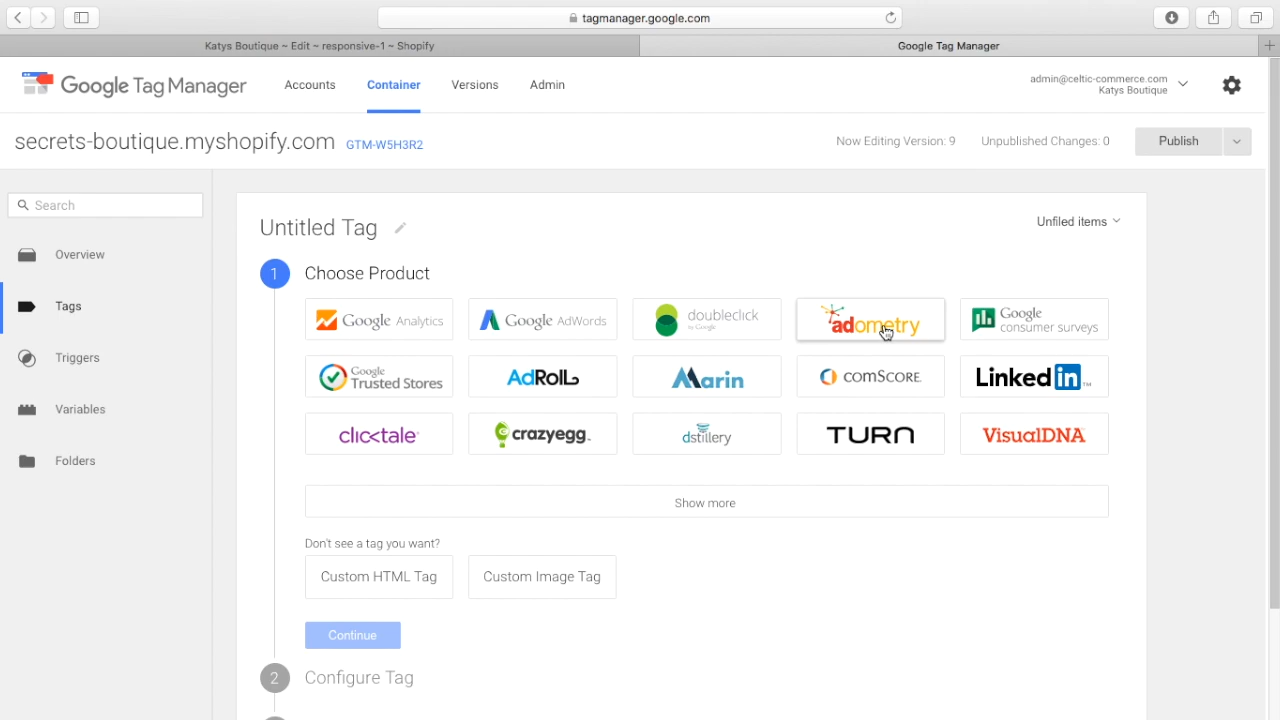 tagmanager.google.com
Katys Boutique ~ Edit ~ responsive-1 ~ Shopify
Google Tag Manager
Google Tag Manager
Accounts
Container
Versions
Admin
admin@celtic-commerce.com
Katys Boutique
secrets-boutique.myshopify.com GTM-W5H3R2
Now Editing Version: 9
Unpublished Changes: 0
Publish
Search
Overview
Tags
Triggers
Variables
Folders
Untitled Tag
Unfiled items
1 Choose Product
Google Analytics
Google AdWords
doubleclick
by Google
adometry
Google
consumer surveys
Google
Trusted Stores
AdRoll
Marin
comScore.
LinkedIn™
clicktale®
crazyegg™
dstillery
TURN
VisualDNA
Show more
Don't see a tag you want?
Custom HTML Tag
Custom Image Tag
Continue
2 Configure Tag